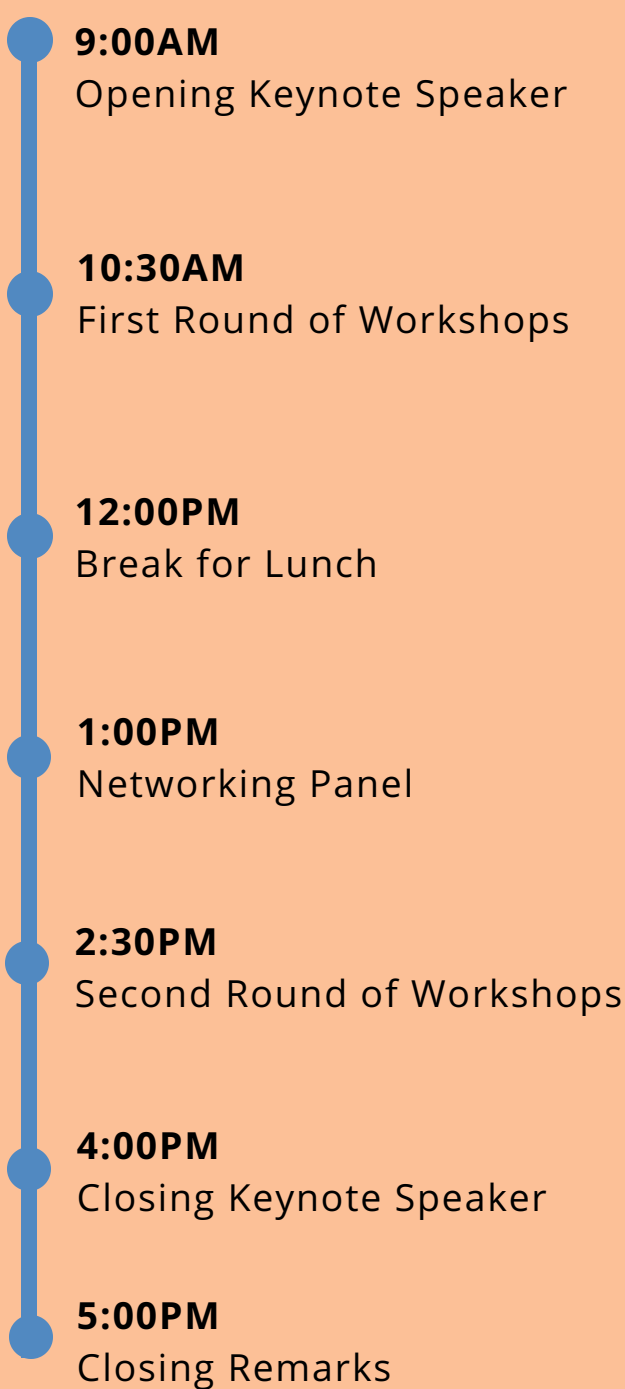 9:00AM
Opening Keynote Speaker
10:30AM
First Round of Workshops
12:00PM
Break for Lunch
1:00PM
Networking Panel
2:30PM
Second Round of Workshops
4:00PM
Closing Keynote Speaker
5:00PM
Closing Remarks